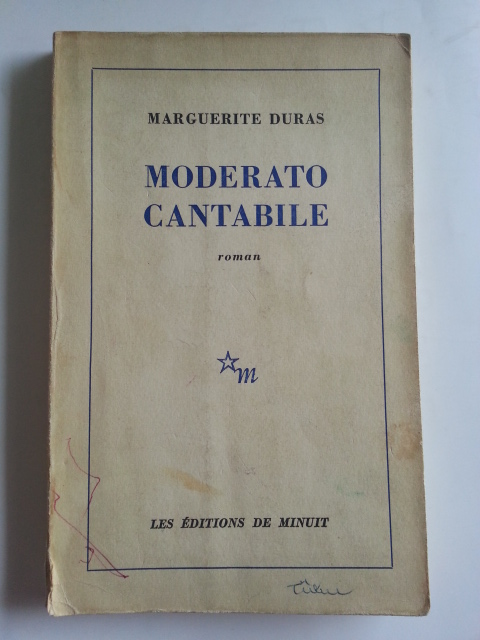 MARGUERITE DURAS
MODERATO
CANTABILE
roman
m
LES ÉDITIONS DE MINUIT